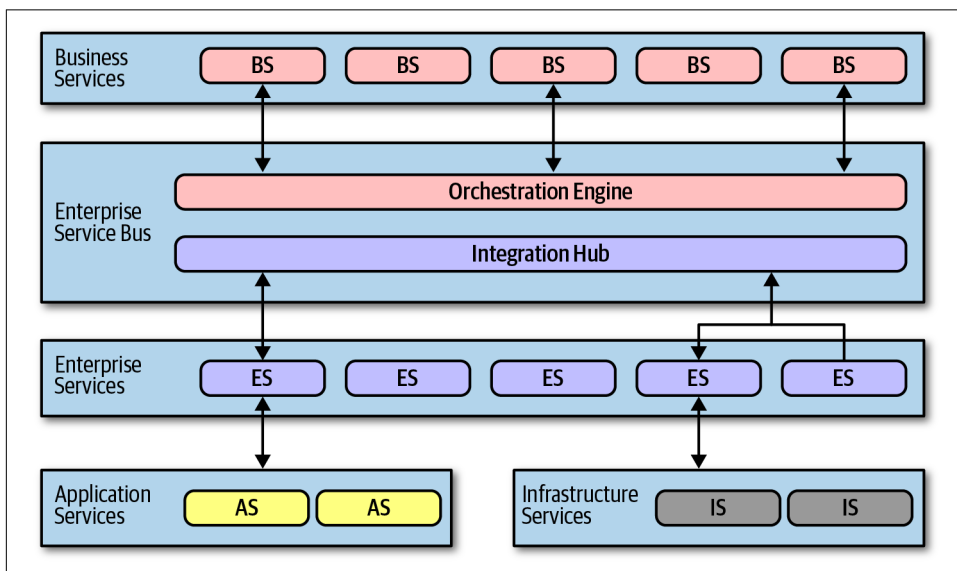 Business
Services
BS
BS
BS
BS
BS
Enterprise
Service Bus
Orchestration Engine
Integration Hub
Enterprise
Services
ES
ES
ES
ES
ES
Application
Services
AS
AS
Infrastructure
Services
IS
IS